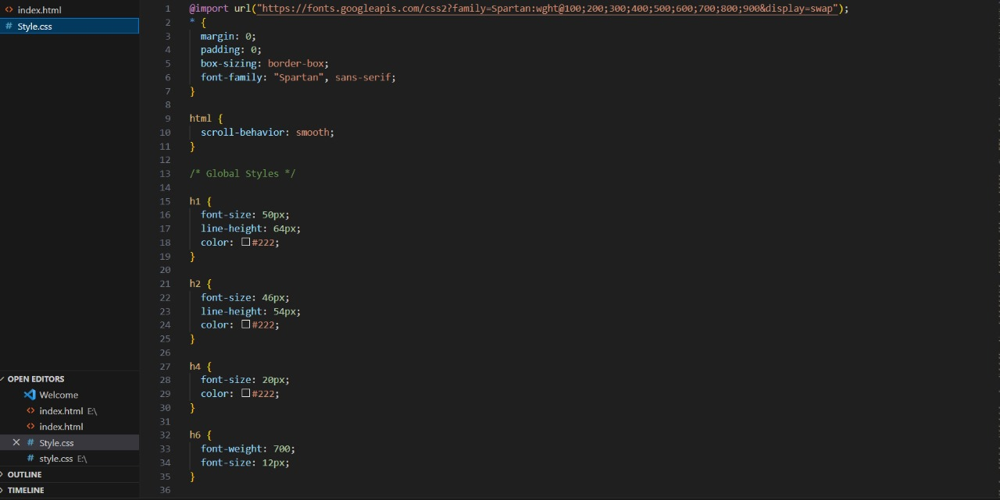 index.html
Style.css
OPEN EDITORS
Welcome
index.html E:\
index.html
Style.css
style.css E:\
OUTLINE
TIMELINE
1 @import url("https://fonts.googleapis.com/css2?family=Spartan:wght@100;200;300;400;500;600;700;800;900&display=swap");
2 * {
3 margin: 0;
4 padding: 0;
5 box-sizing: border-box;
6 font-family: "Spartan", sans-serif;
7 }
8
9 html {
10 scroll-behavior: smooth;
11 }
12
13 /* Global Styles */
14
15 h1 {
16 font-size: 50px;
17 line-height: 64px;
18 color: #222;
19 }
20
21 h2 {
22 font-size: 46px;
23 line-height: 54px;
24 color: #222;
25 }
26
27 h4 {
28 font-size: 20px;
29 color: #222;
30 }
31
32 h6 {
33 font-weight: 700;
34 font-size: 12px;
35 }
36